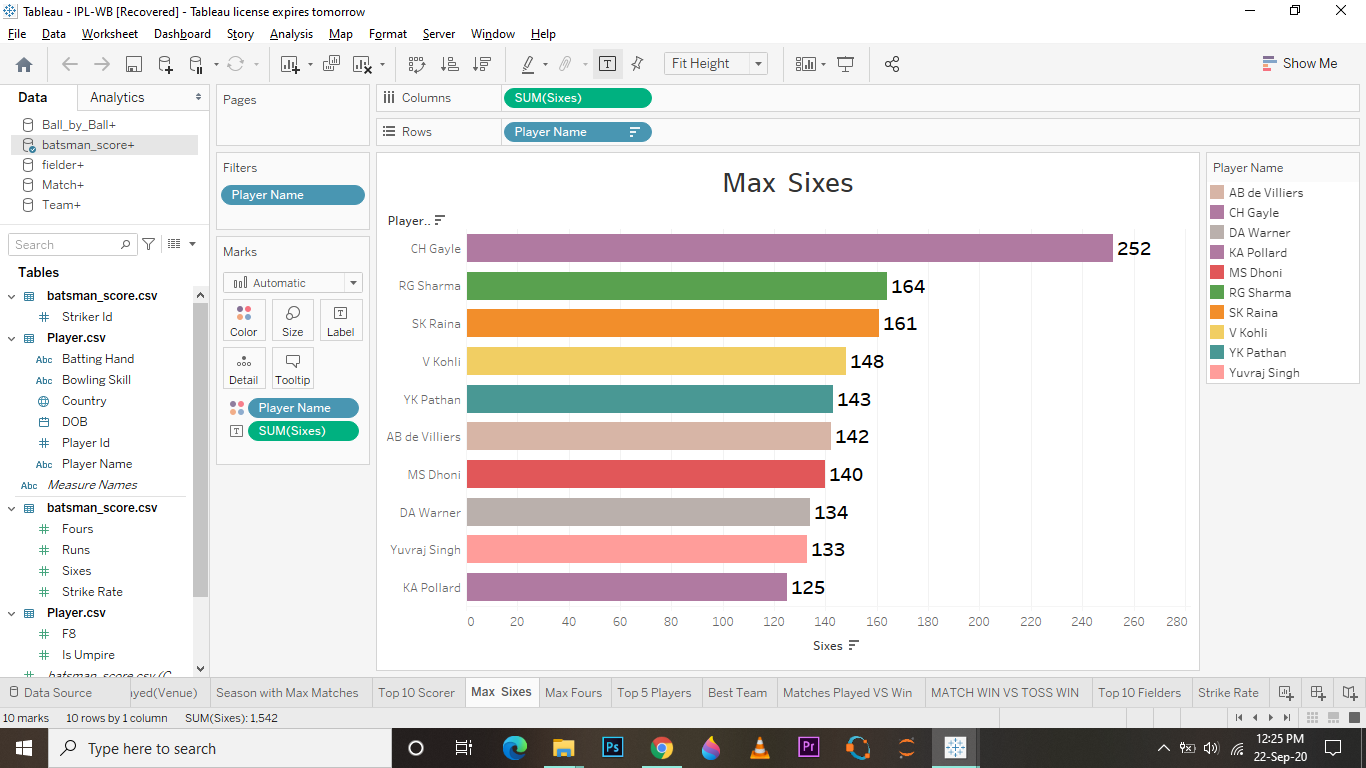 Tableau - IPL-WB [Recovered] - Tableau license expires tomorrow
File Data Worksheet Dashboard Story Analysis Map Format Server Window Help
Fit Height
Show Me
Data Analytics
Ball_by_Ball+
batsman_score+
fielder+
Match+
Team+
Search
Tables
batsman_score.csv
Striker Id
Player.csv
Abc Batting Hand
Abc Bowling Skill
Country
DOB
Player Id
Abc Player Name
Abc Measure Names
batsman_score.csv
Fours
Runs
Sixes
Strike Rate
Player.csv
F8
Is Umpire
Pages
Filters
Player Name
Marks
Automatic
Color Size Label
Detail Tooltip
Player Name
SUM(Sixes)
Columns SUM(Sixes)
Rows Player Name
Max Sixes
Player..
CH Gayle 252
RG Sharma 164
SK Raina 161
V Kohli 148
YK Pathan 143
AB de Villiers 142
MS Dhoni 140
DA Warner 134
Yuvraj Singh 133
KA Pollard 125
0 20 40 60 80 100 120 140 160 180 200 220 240 260 280
Sixes
Player Name
AB de Villiers
CH Gayle
DA Warner
KA Pollard
MS Dhoni
RG Sharma
SK Raina
V Kohli
YK Pathan
Yuvraj Singh
Data Source ayed(Venue) Season with Max Matches Top 10 Scorer Max Sixes Max Fours Top 5 Players Best Team Matches Played VS Win MATCH WIN VS TOSS WIN Top 10 Fielders Strike Rate
10 marks 10 rows by 1 column SUM(Sixes): 1,542
Type here to search
Ps
Pr
12:25 PM
22-Sep-20